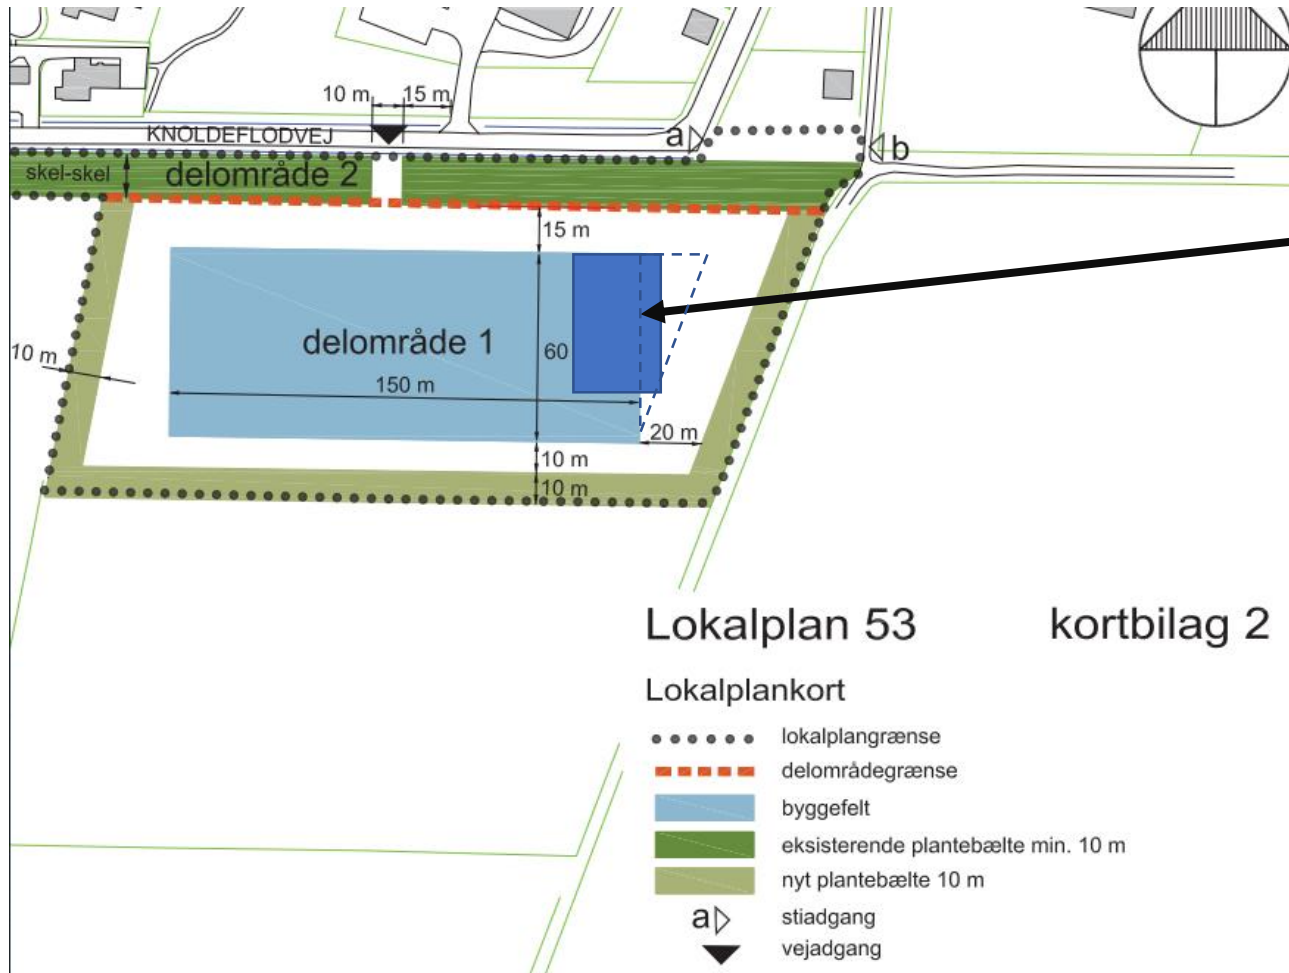 10 m
15 m
KNOLDEFLODVEJ
a
b
skel-skel
delområde 2
15 m
delområde 1
60
10 m
150 m
20 m
10 m
10 m
Lokalplan 53 kortbilag 2
Lokalplankort
lokalplangrænse
delområdegrænse
byggefelt
eksisterende plantebælte min. 10 m
nyt plantebælte 10 m
a stiadgang
vejadgang